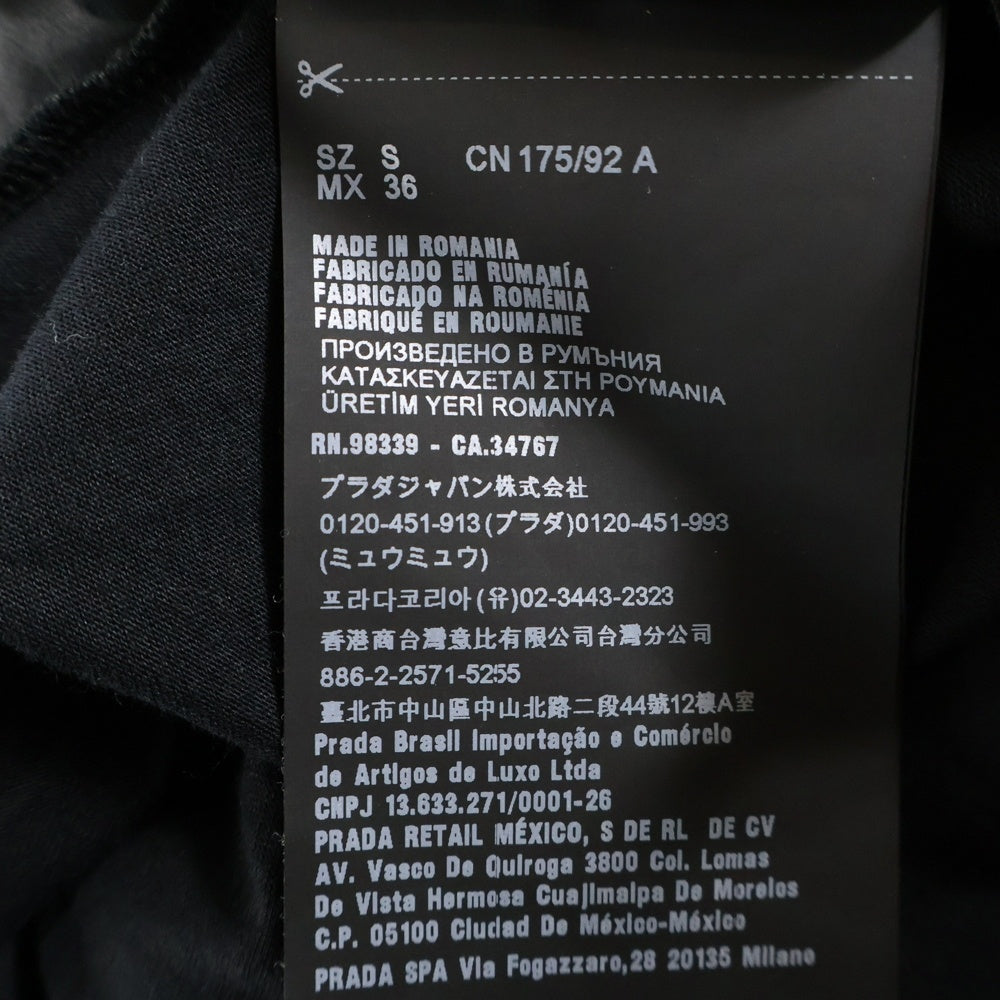 SZ S CN 175/92 A
MX 36
MADE IN ROMANIA
FABRICADO EN RUMANÍA
FABRICADO NA ROMÉNIA
FABRIQUÉ EN ROUMANIE
ПРОИЗВЕДЕНО В РУМЪНИЯ
ΚΑΤΑΣΚΕΥΑΖΕΤΑΙ ΣΤΗ ΡΟΥΜΑΝΙΑ
ÜRETİM YERİ ROMANYA
RN.98339 - CA.34767
プラダジャパン株式会社
0120-451-913(プラダ)0120-451-993
(ミュウミュウ)
프라다코리아(유)02-3443-2323
香港商台灣意比有限公司台灣分公司
886-2-2571-5255
臺北市中山區中山北路二段44號12樓A室
Prada Brasil Importação e Comércio
de Artigos de Luxo Ltda
CNPJ 13.633.271/0001-26
PRADA RETAIL MÉXICO, S DE RL DE CV
AV. Vasco De Quiroga 3800 Col. Lomas
De Vista Hermosa Cuajimalpa De Morelos
C.P. 05100 Ciudad De México-México
PRADA SPA Via Fogazzaro,28 20135 Milano